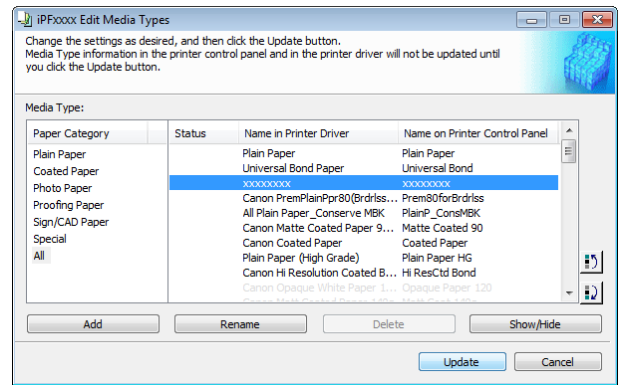 iPFxxxx Edit Media Types
Change the settings as desired, and then click the Update button.
Media Type information in the printer control panel and in the printer driver will not be updated until
you click the Update button.
Media Type:
Paper Category Status Name in Printer Driver Name on Printer Control Panel
Plain Paper Plain Paper Plain Paper
Coated Paper Universal Bond Paper Universal Bond
Photo Paper xxxxxxxx xxxxxxxx
Proofing Paper Canon PremPlainPpr80(Brdrlss... Prem80forBrdrlss
Sign/CAD Paper All Plain Paper_Conserve MBK PlainP_ConsMBK
Special Canon Matte Coated Paper 9... Matte Coated 90
All Canon Coated Paper Coated Paper
Plain Paper (High Grade) Plain Paper HG
Canon Hi Resolution Coated B... Hi ResCtd Bond
Canon Opaque White Paper 1... Opaque Paper 120
Add Rename Delete Show/Hide
Update Cancel